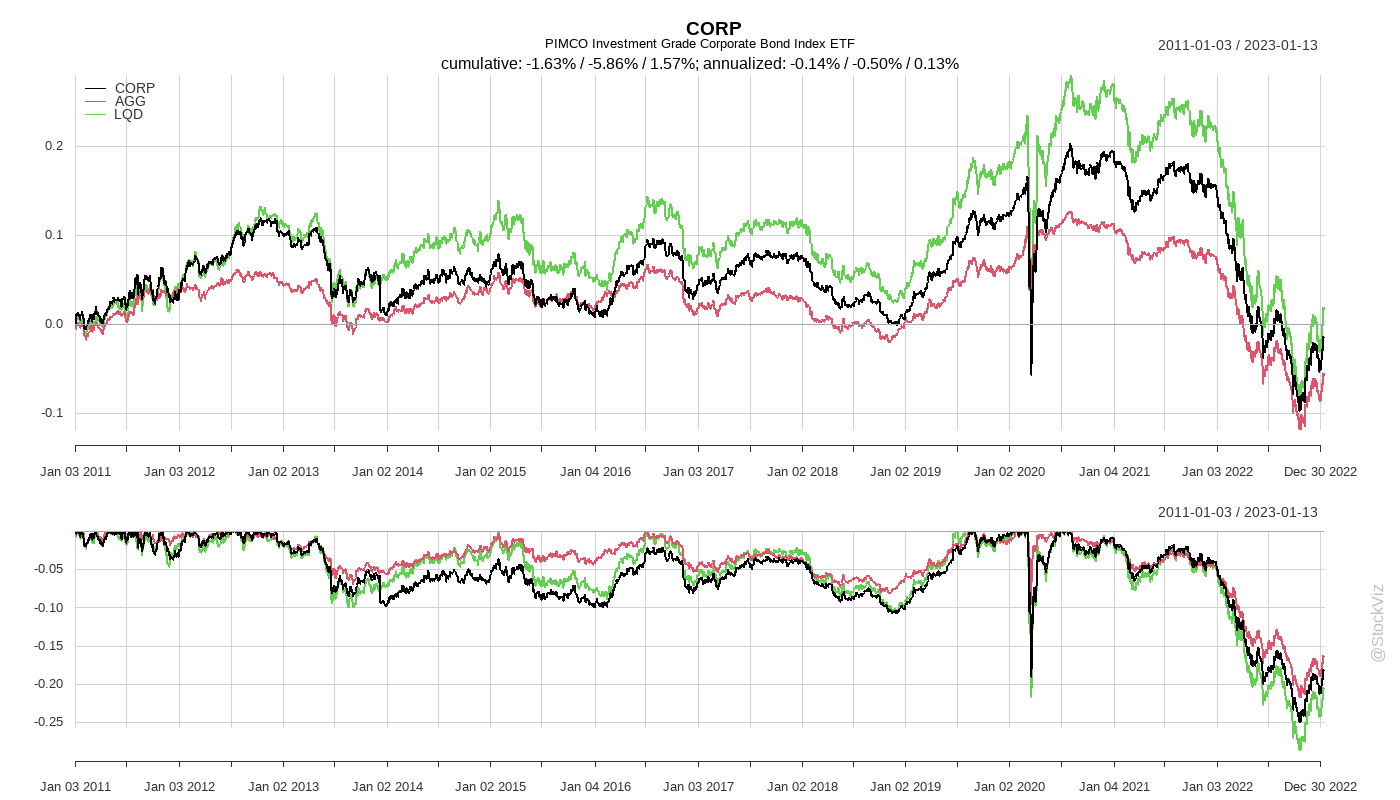 CORP
PIMCO Investment Grade Corporate Bond Index ETF
2011-01-03 / 2023-01-13
cumulative: -1.63% / -5.86% / 1.57%; annualized: -0.14% / -0.50% / 0.13%
CORP
AGG
LQD
0.2
0.1
0.0
-0.1
Jan 03 2011 Jan 03 2012 Jan 02 2013 Jan 02 2014 Jan 02 2015 Jan 04 2016 Jan 03 2017 Jan 02 2018 Jan 02 2019 Jan 02 2020 Jan 04 2021 Jan 03 2022 Dec 30 2022
2011-01-03 / 2023-01-13
-0.05
-0.10
-0.15
-0.20
-0.25
Jan 03 2011 Jan 03 2012 Jan 02 2013 Jan 02 2014 Jan 02 2015 Jan 04 2016 Jan 03 2017 Jan 02 2018 Jan 02 2019 Jan 02 2020 Jan 04 2021 Jan 03 2022 Dec 30 2022
@StockViz